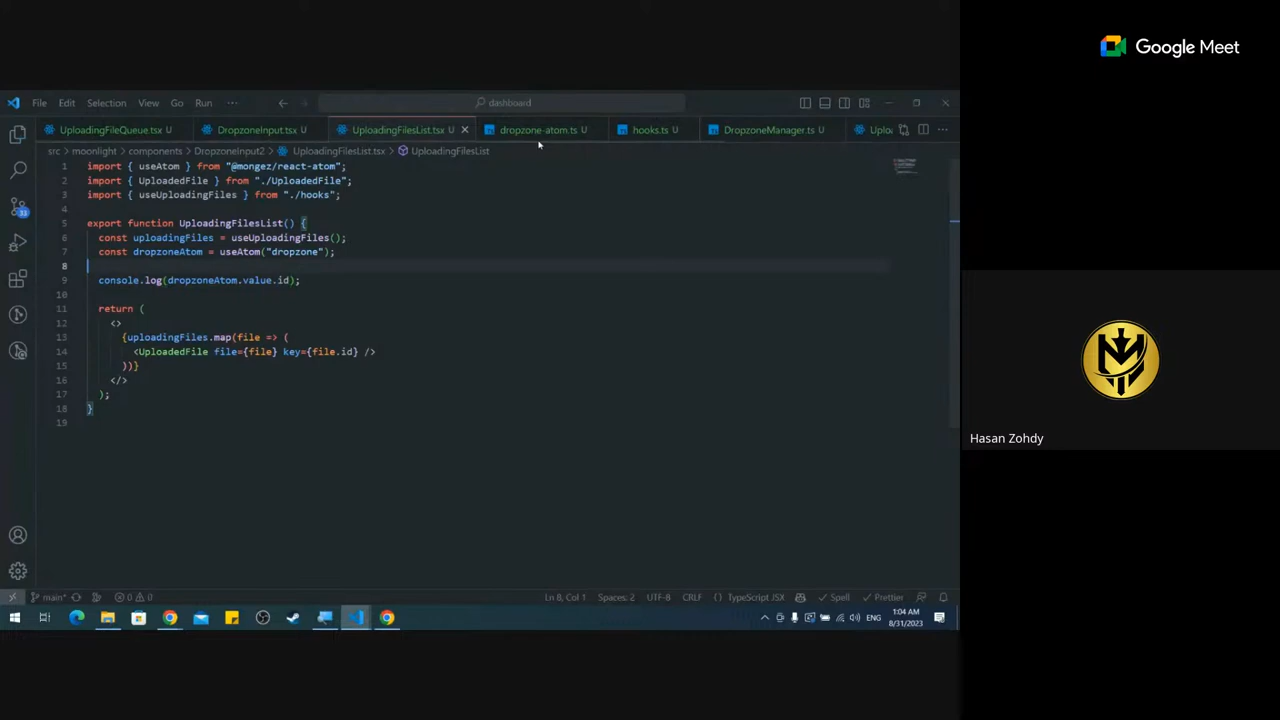 Google Meet
File Edit Selection View Go Run ··· dashboard
UploadingFileQueue.tsx U DropzoneInput.tsx U UploadingFilesList.tsx U dropzone-atom.ts U hooks.ts U DropzoneManager.ts U Uploa
src > moonlight > components > DropzoneInput2 > UploadingFilesList.tsx > UploadingFilesList
1 import { useAtom } from "@mongez/react-atom";
2 import { UploadedFile } from "./UploadedFile";
3 import { useUploadingFiles } from "./hooks";
4
5 export function UploadingFilesList() {
6 const uploadingFiles = useUploadingFiles();
7 const dropzoneAtom = useAtom("dropzone");
8
9 console.log(dropzoneAtom.value.id);
10
11 return (
12 <>
13 {uploadingFiles.map(file => (
14 <UploadedFile file={file} key={file.id} />
15 ))}
16 </>
17 );
18 }
19
33
Hasan Zohdy
main* 0 0 Ln 8, Col 1 Spaces: 2 UTF-8 CRLF {} TypeScript JSX Spell Prettier
ENG 1:04 AM
8/31/2023